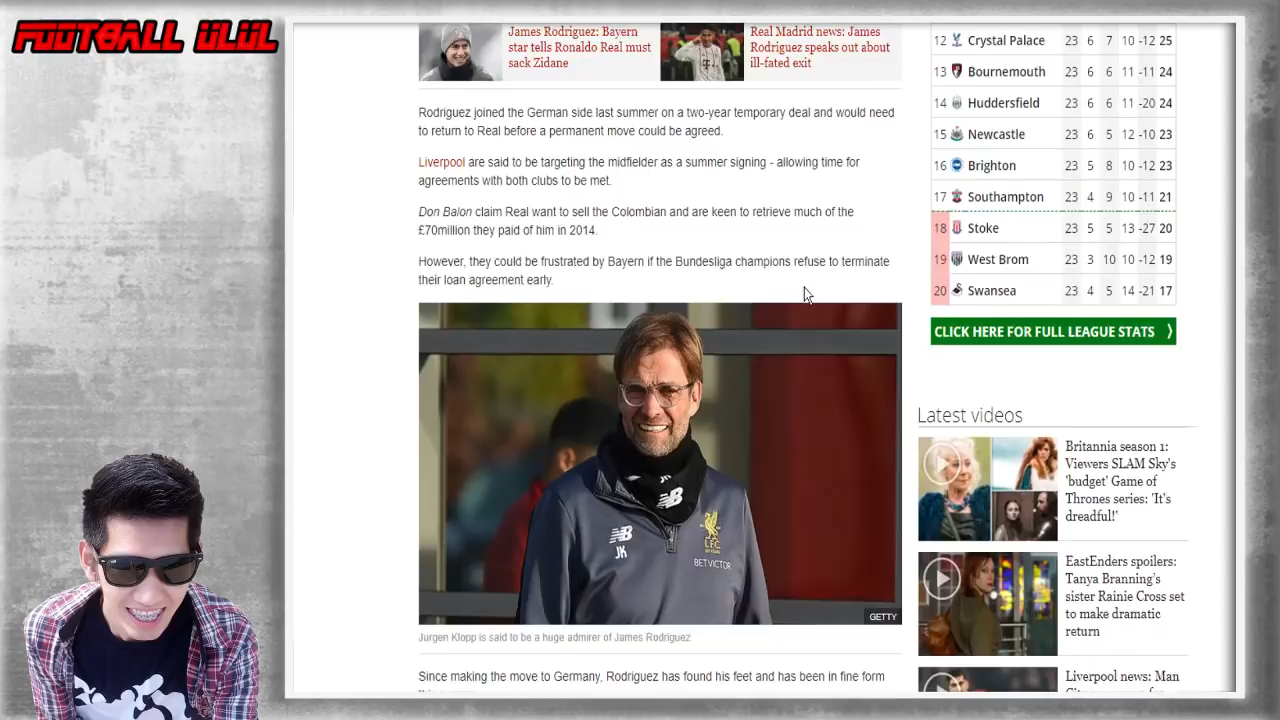 FOOTBALL ULUL
James Rodriguez: Bayern
star tells Ronaldo Real must
sack Zidane
Real Madrid news: James
Rodriguez speaks out about
ill-fated exit
Rodriguez joined the German side last summer on a two-year temporary deal and would need
to return to Real before a permanent move could be agreed.
Liverpool are said to be targeting the midfielder as a summer signing - allowing time for
agreements with both clubs to be met.
Don Balon claim Real want to sell the Colombian and are keen to retrieve much of the
£70million they paid of him in 2014.
However, they could be frustrated by Bayern if the Bundesliga champions refuse to terminate
their loan agreement early.
JK
LFC
BETVICTOR
GETTY
Jurgen Klopp is said to be a huge admirer of James Rodriguez
Since making the move to Germany, Rodriguez has found his feet and has been in fine form
12 Crystal Palace 23 6 7 10 -12 25
13 Bournemouth 23 6 6 11 -11 24
14 Huddersfield 23 6 6 11 -20 24
15 Newcastle 23 6 5 12 -10 23
16 Brighton 23 5 8 10 -12 23
17 Southampton 23 4 9 10 -11 21
18 Stoke 23 5 5 13 -27 20
19 West Brom 23 3 10 10 -12 19
20 Swansea 23 4 5 14 -21 17
CLICK HERE FOR FULL LEAGUE STATS
Latest videos
Britannia season 1:
Viewers SLAM Sky's
'budget' Game of
Thrones series: 'It's
dreadful!'
EastEnders spoilers:
Tanya Branning's
sister Rainie Cross set
to make dramatic
return
Liverpool news: Man